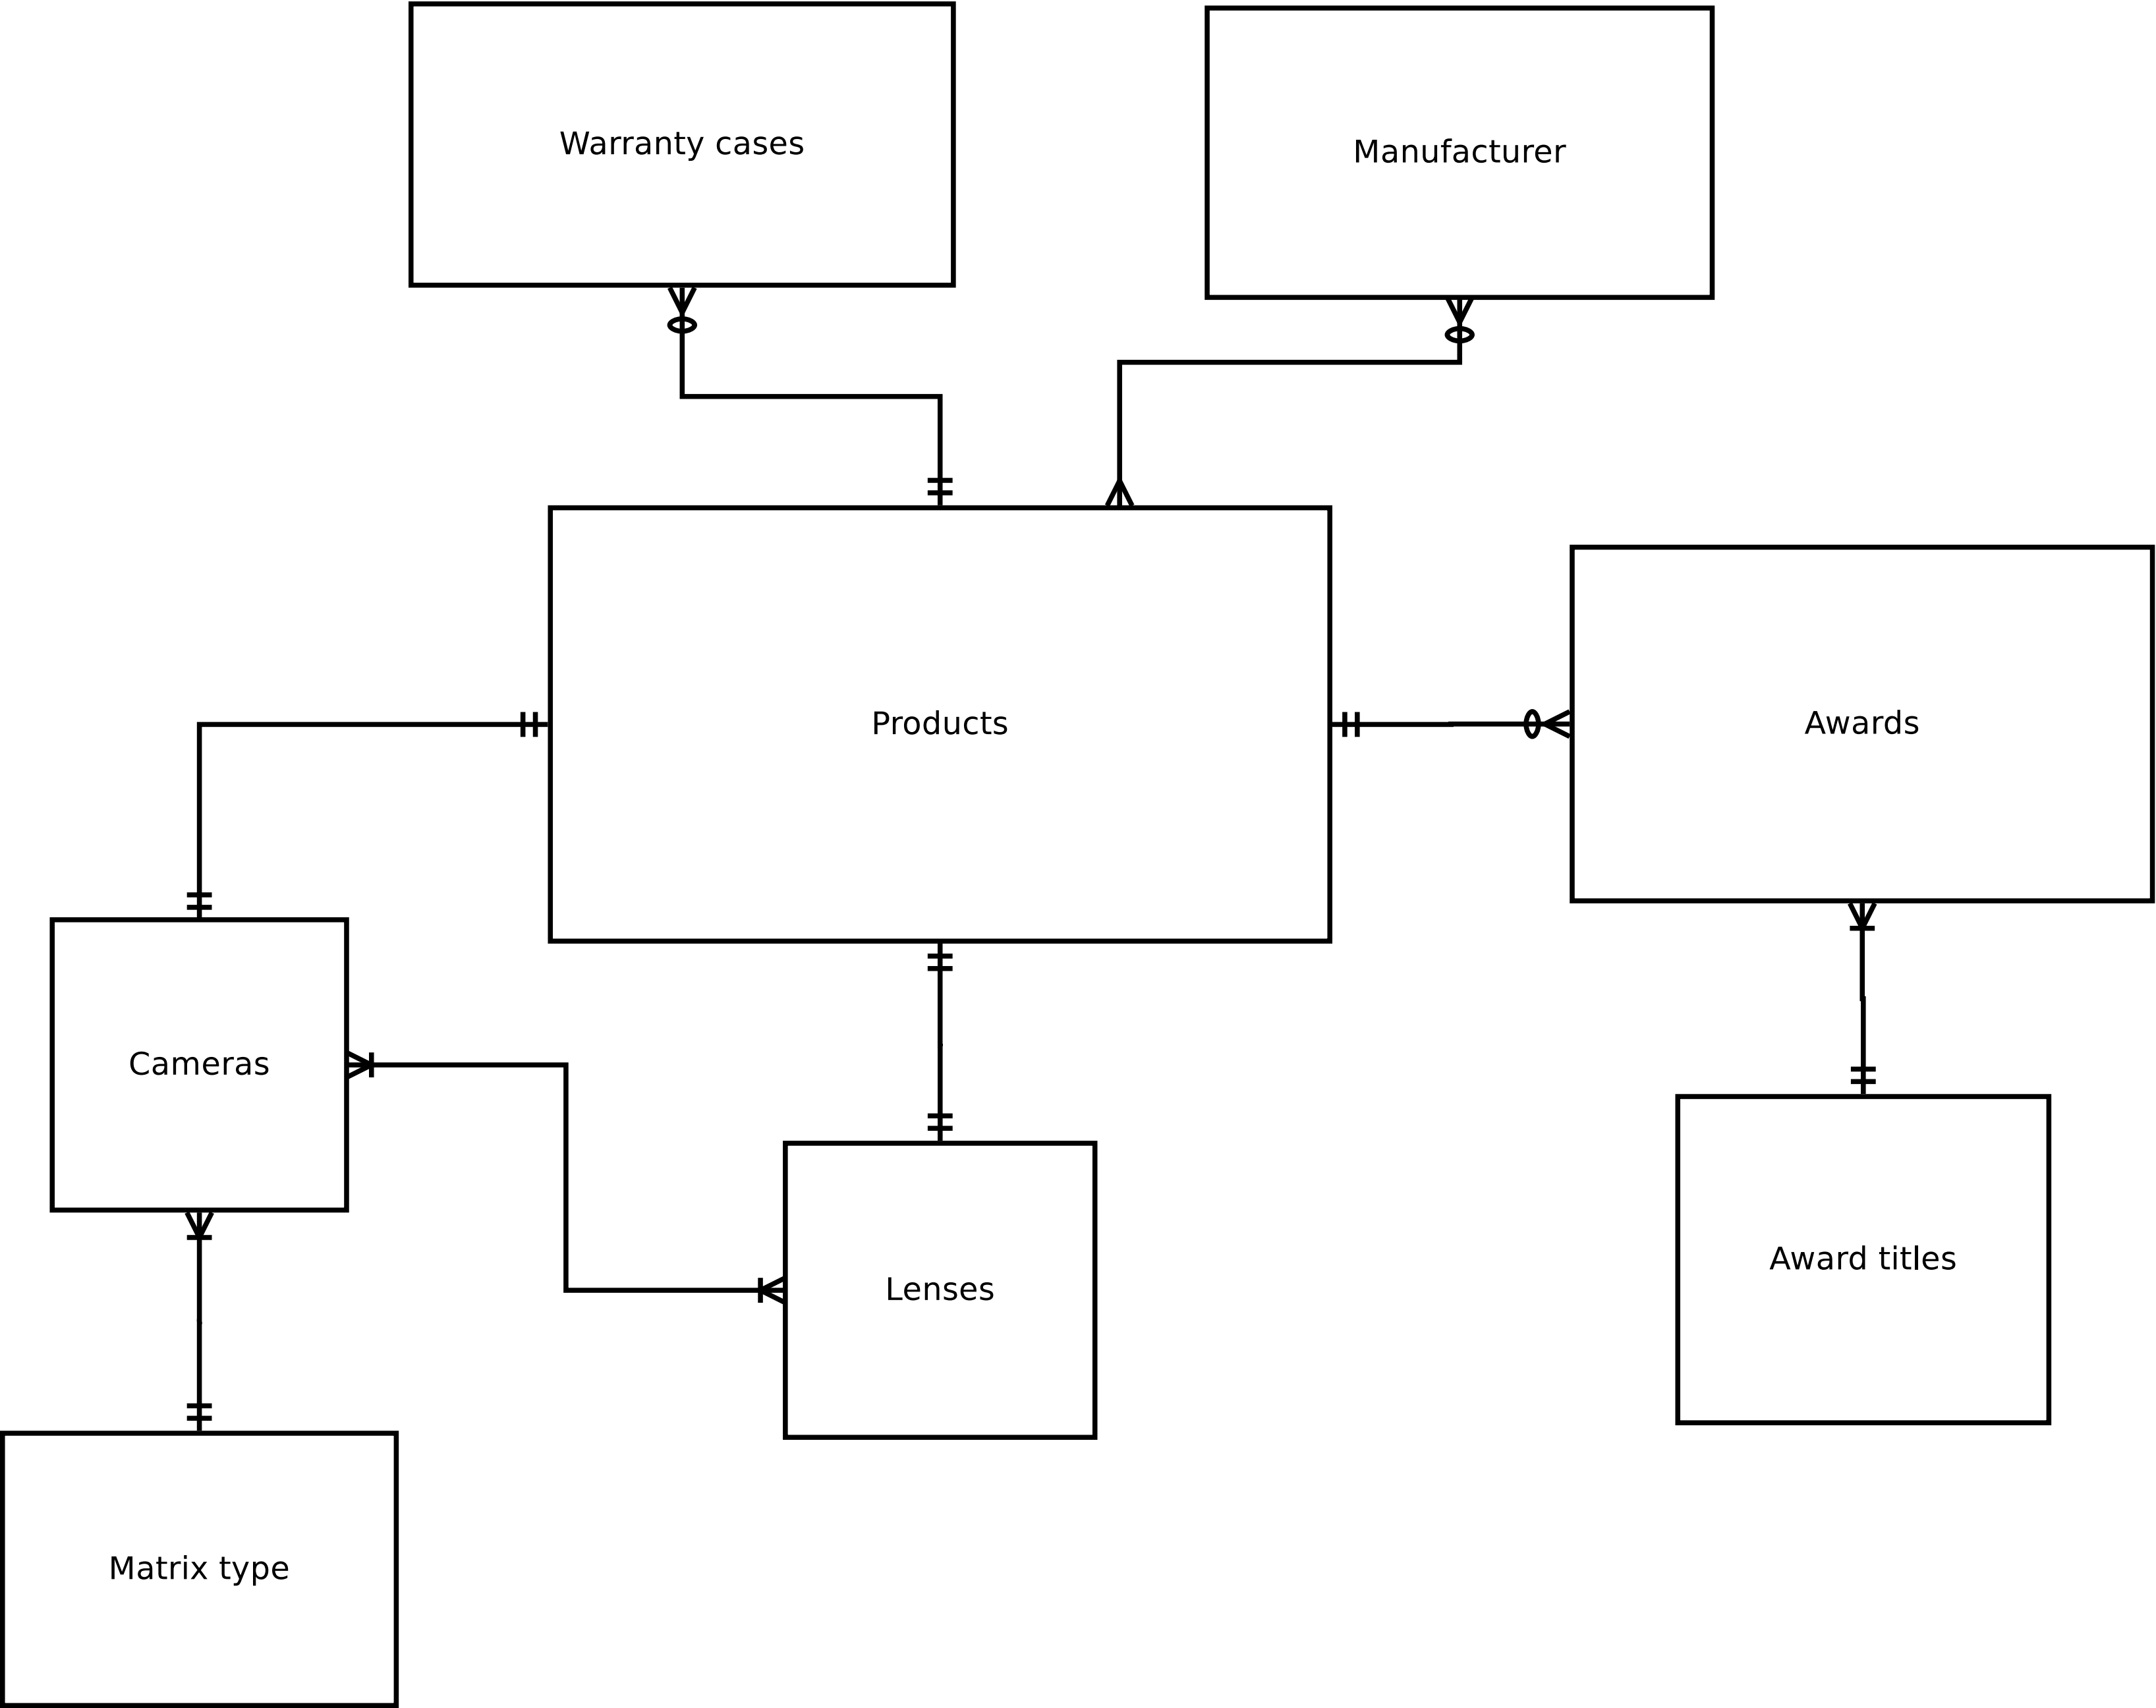 Warranty cases
Manufacturer
Products
Awards
Cameras
Lenses
Award titles
Matrix type